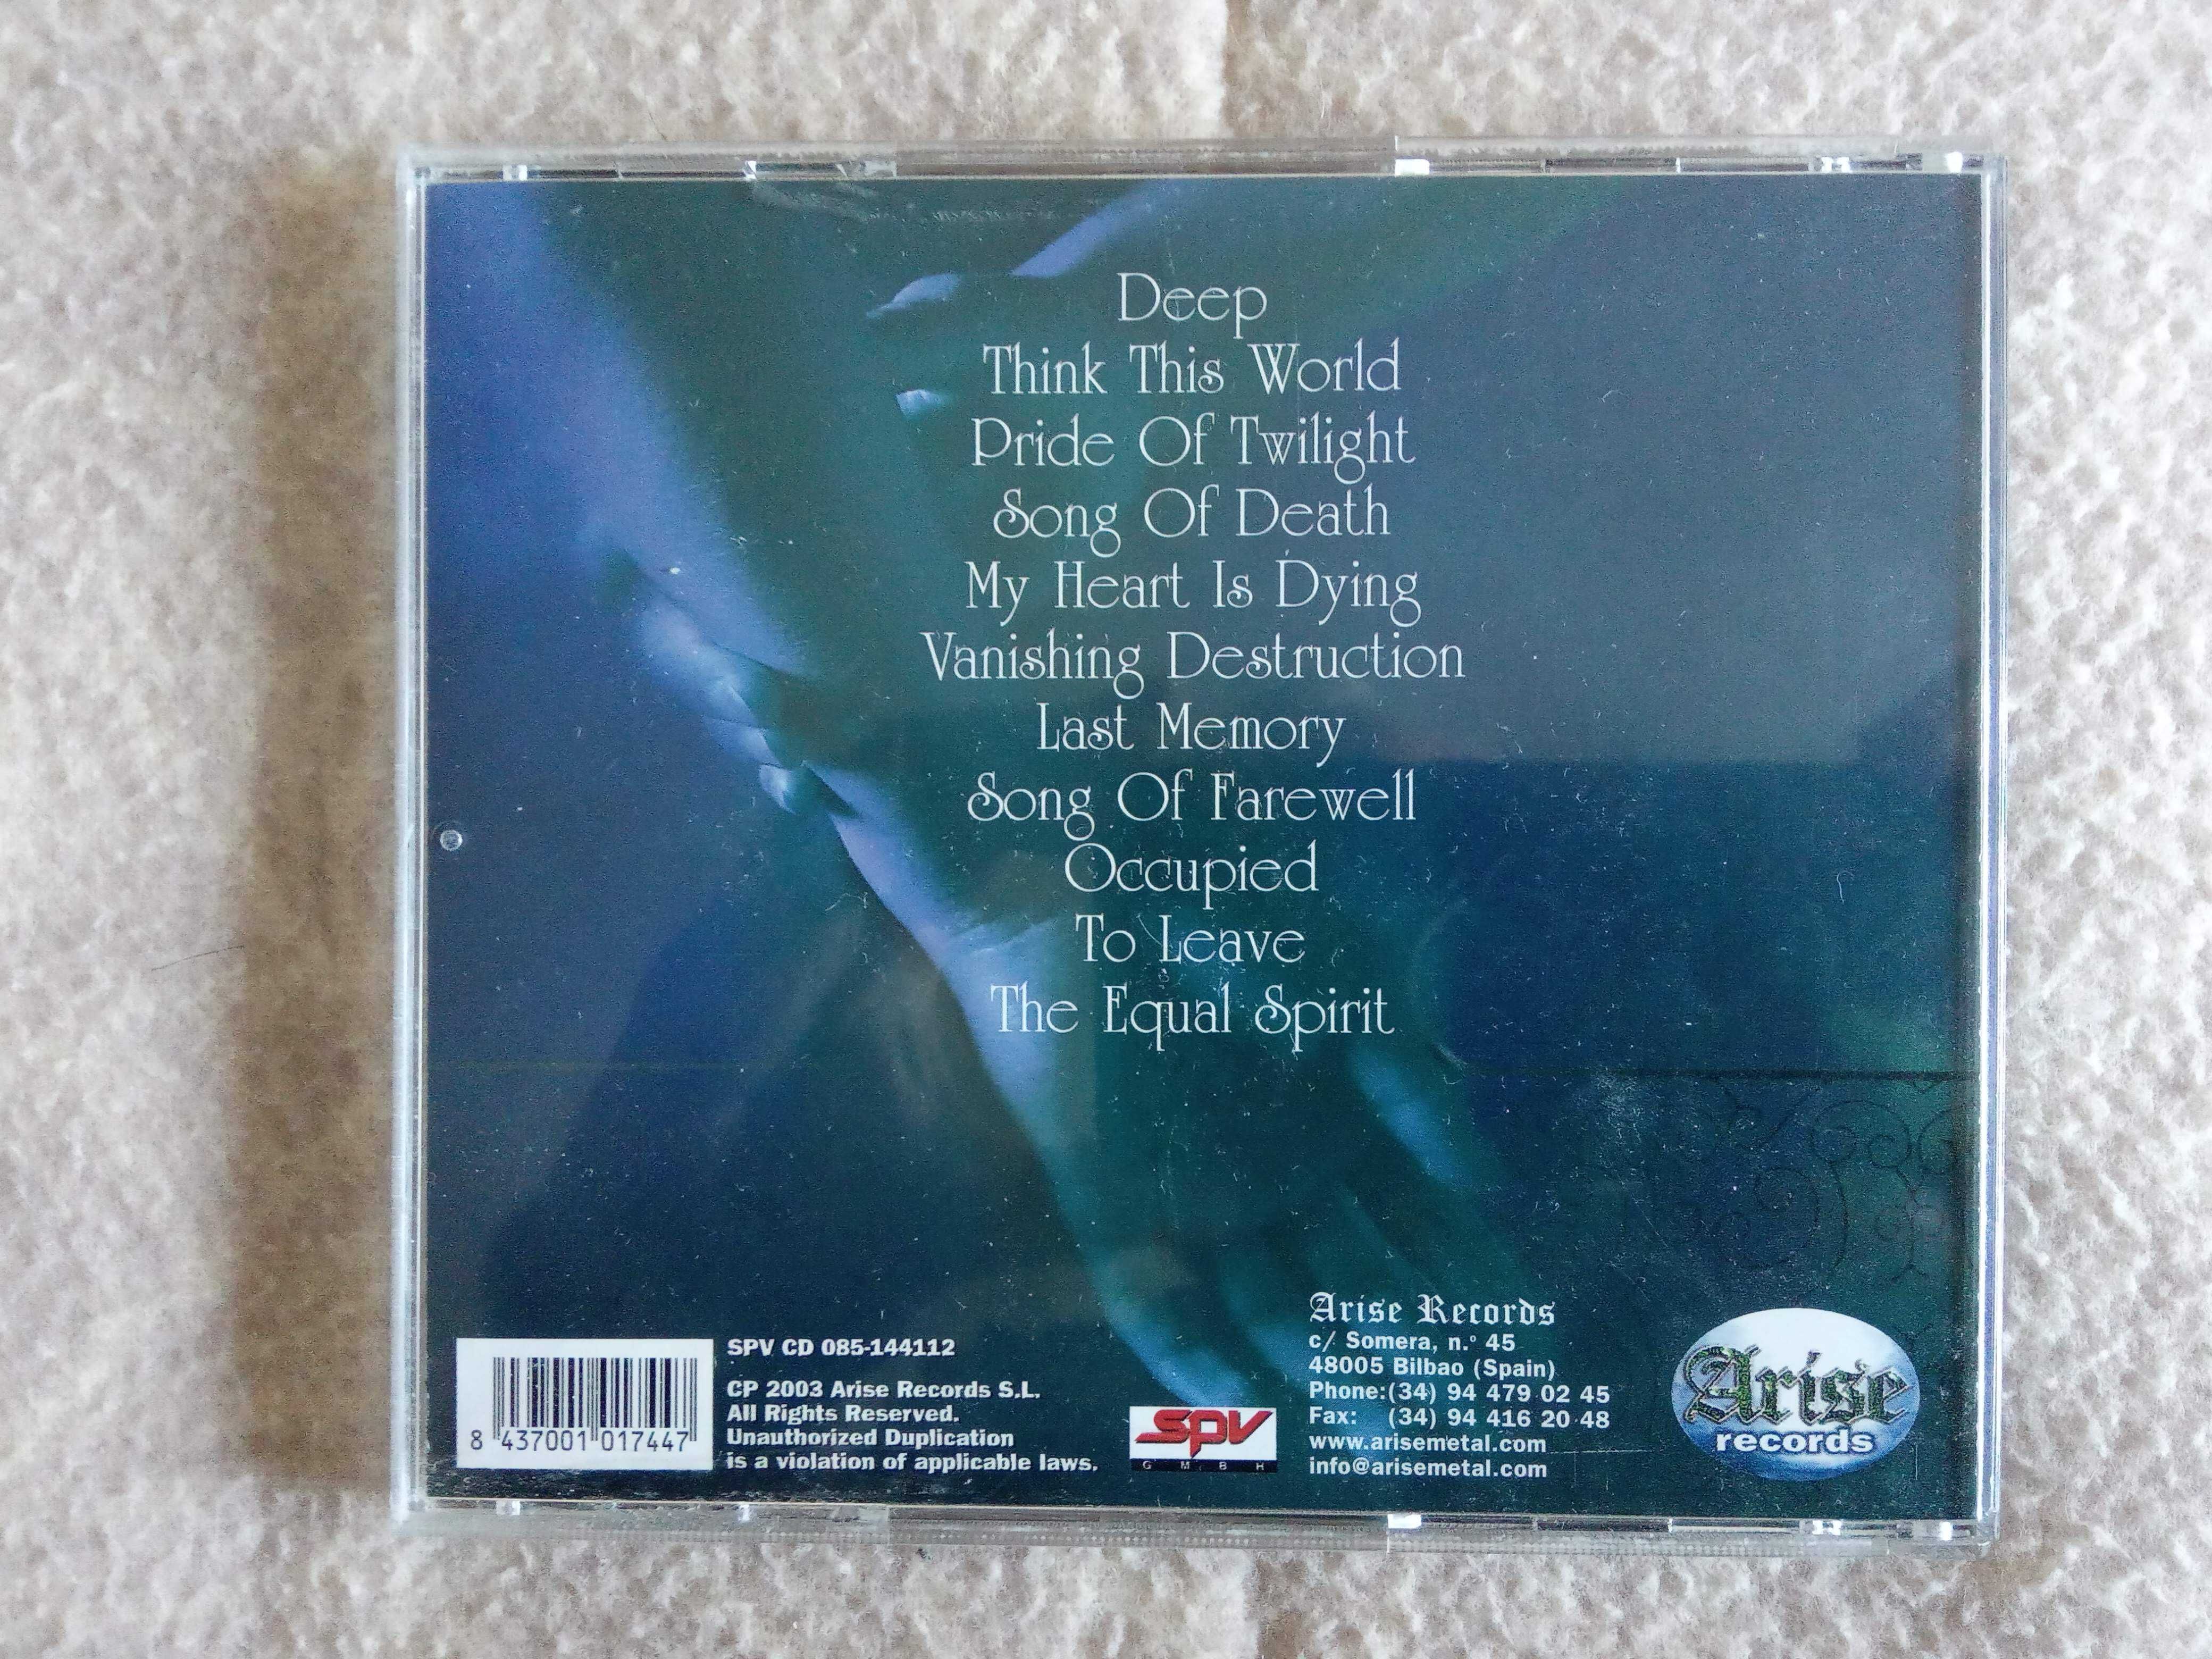 Deep
Think This World
Pride Of Twilight
Song Of Death
My Heart Is Dying
Vanishing Destruction
Last Memory
Song Of Farewell
Occupied
To Leave
The Equal Spirit
8 437001 017447
SPV CD 085-144112
CP 2003 Arise Records S.L.
All Rights Reserved.
Unauthorized Duplication
is a violation of applicable laws.
SPV
GMBH
Arise Records
c/ Somera, n.º 45
48005 Bilbao (Spain)
Phone:(34) 94 479 02 45
Fax: (34) 94 416 20 48
www.arisemetal.com
info@arisemetal.com
Arise
records